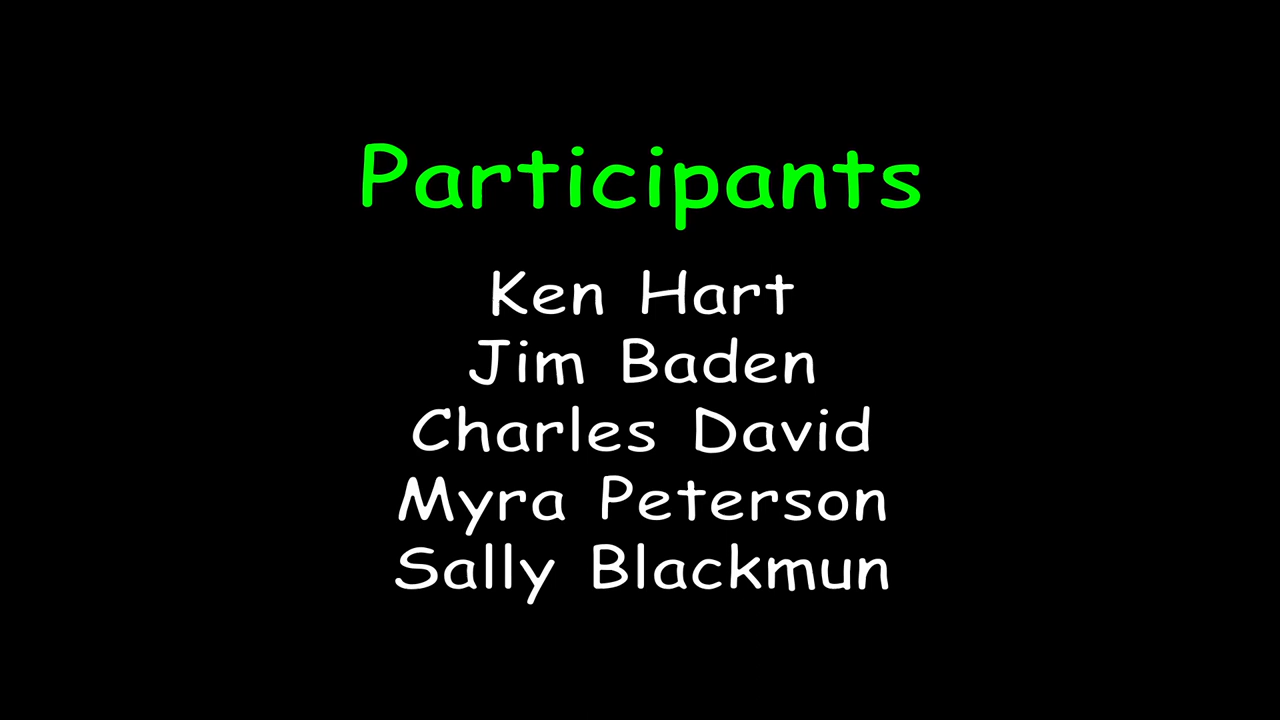 Participants
Ken Hart
Jim Baden
Charles David
Myra Peterson
Sally Blackmun